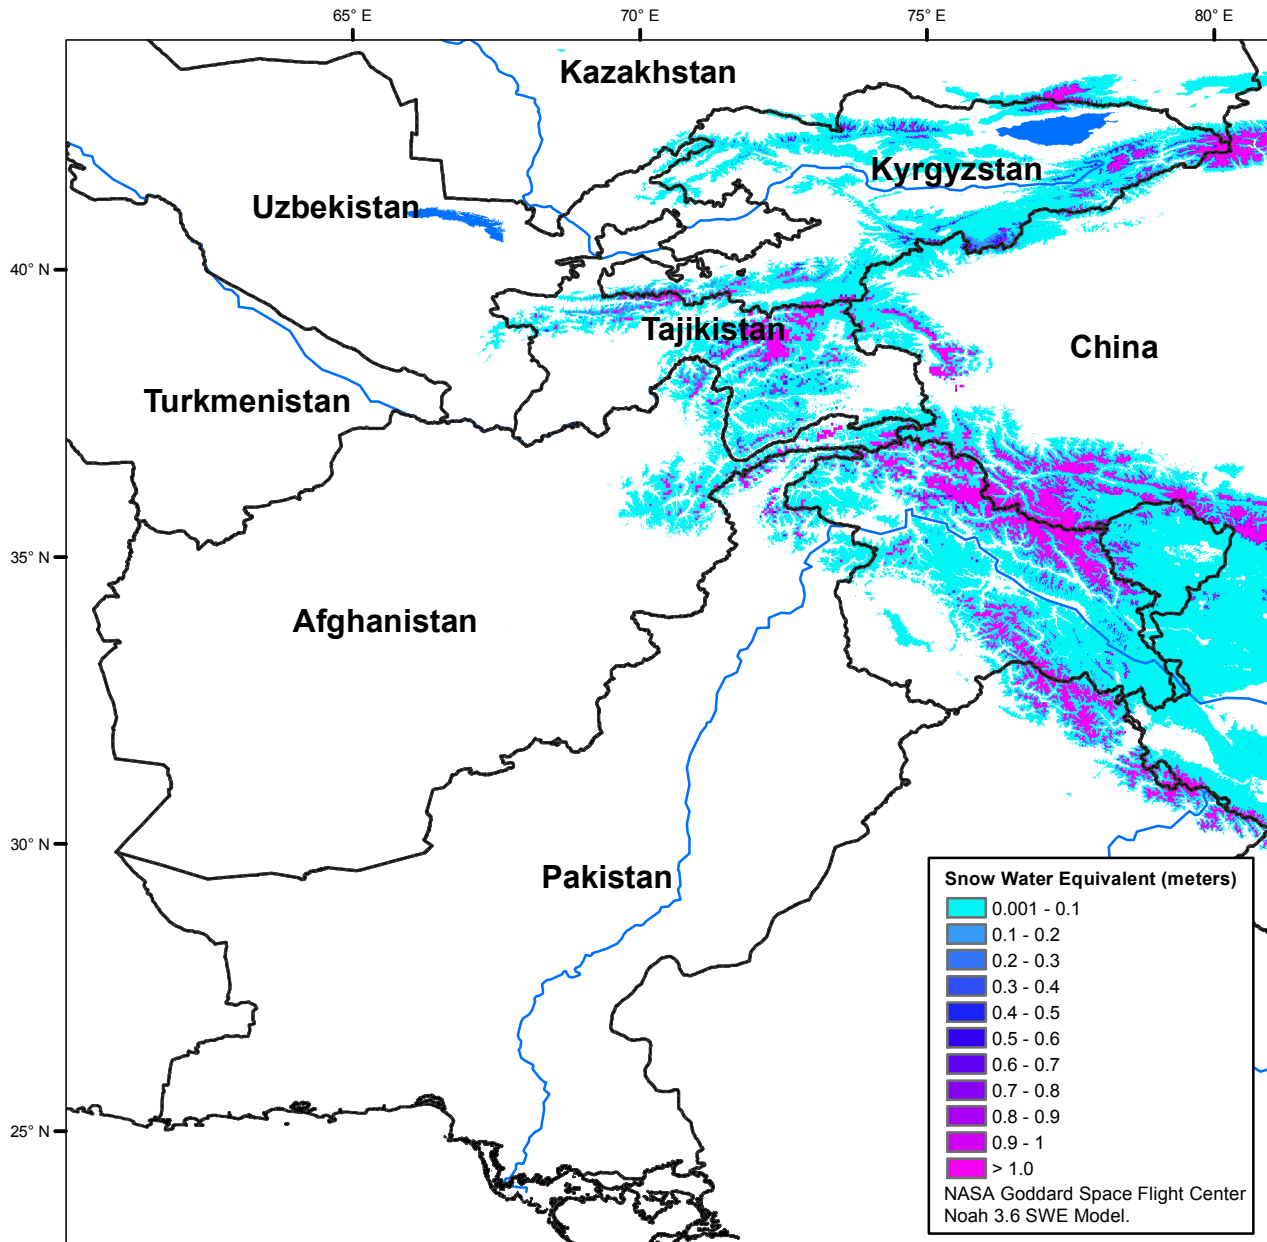 65° E
70° E
75° E
80° E
Kazakhstan
Kyrgyzstan
Uzbekistan
40° N
Tajikistan
China
Turkmenistan
35° N
Afghanistan
30° N
Pakistan
25° N
Snow Water Equivalent (meters)
0.001 - 0.1
0.1 - 0.2
0.2 - 0.3
0.3 - 0.4
0.4 - 0.5
0.5 - 0.6
0.6 - 0.7
0.7 - 0.8
0.8 - 0.9
0.9 - 1
> 1.0
NASA Goddard Space Flight Center
Noah 3.6 SWE Model.